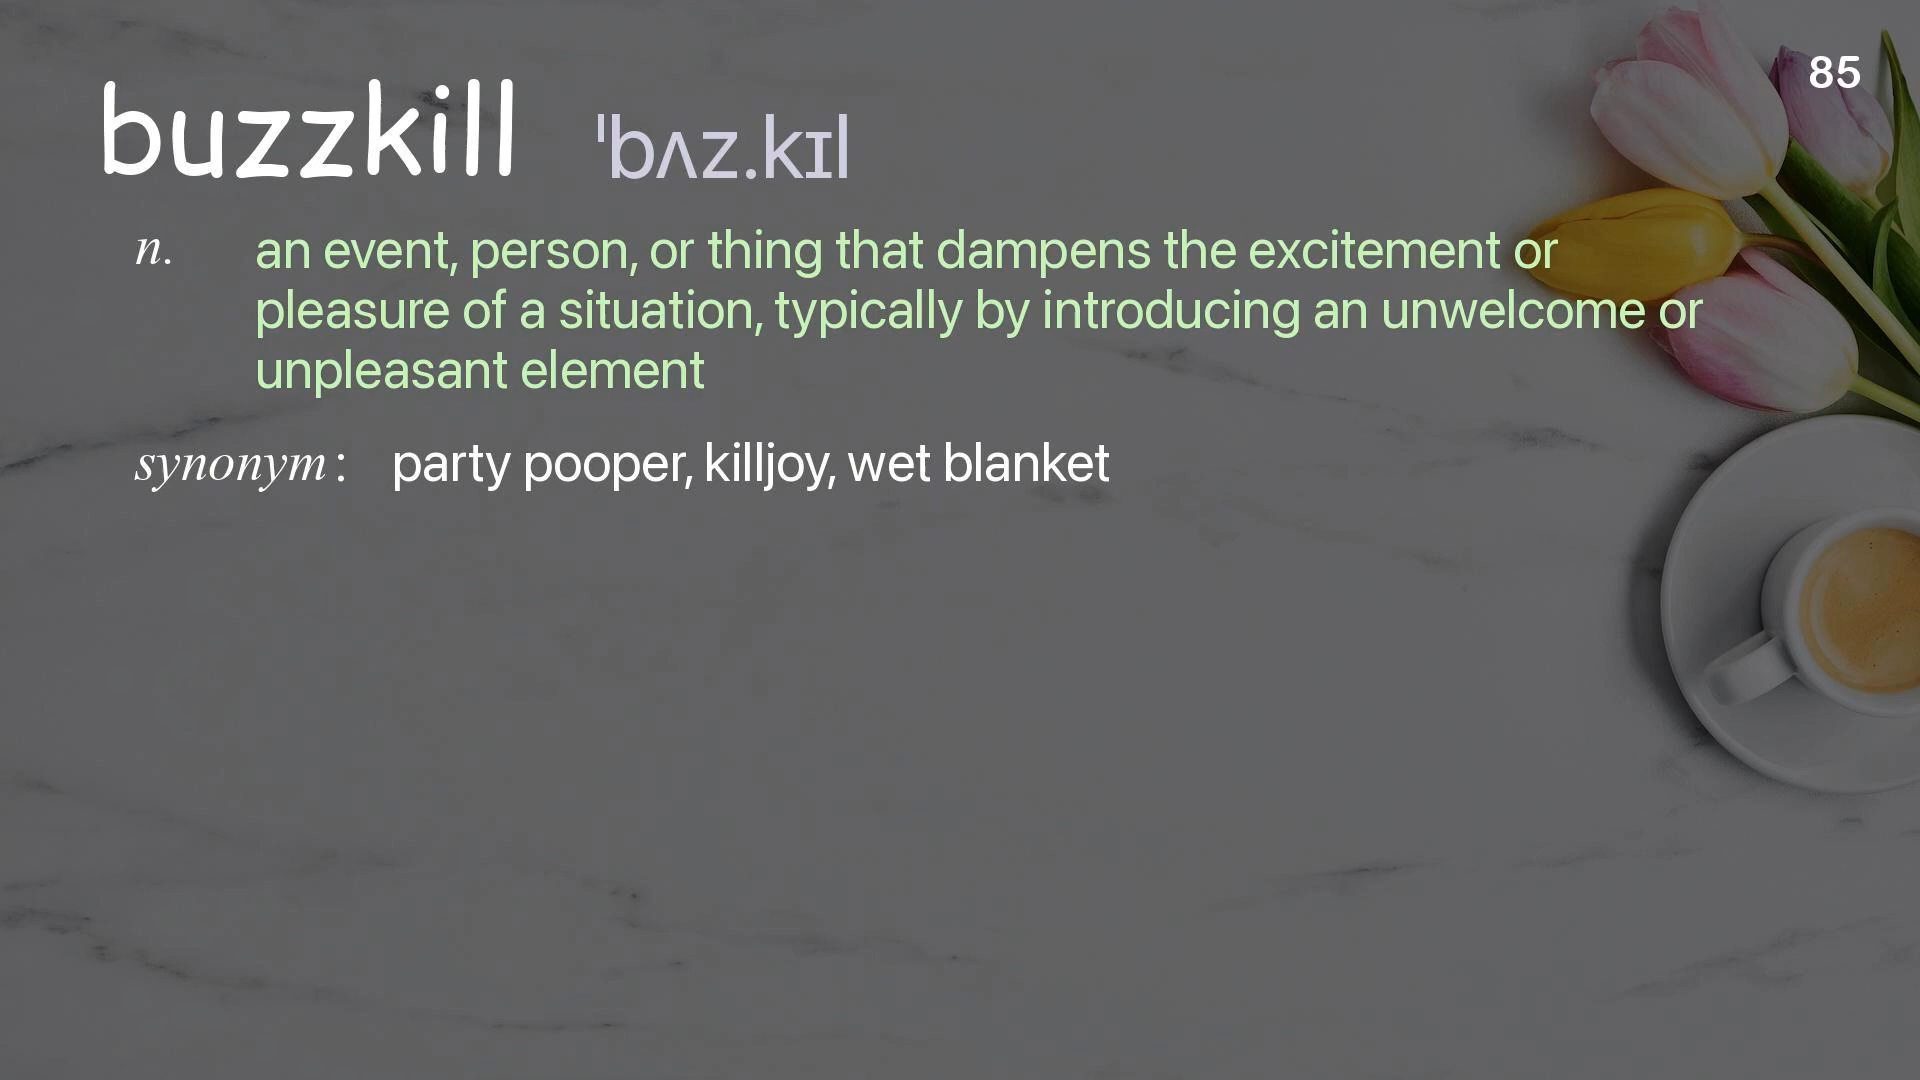 85
buzzkill ˈbʌz.kɪl
n. an event, person, or thing that dampens the excitement or
pleasure of a situation, typically by introducing an unwelcome or
unpleasant element
synonym: party pooper, killjoy, wet blanket